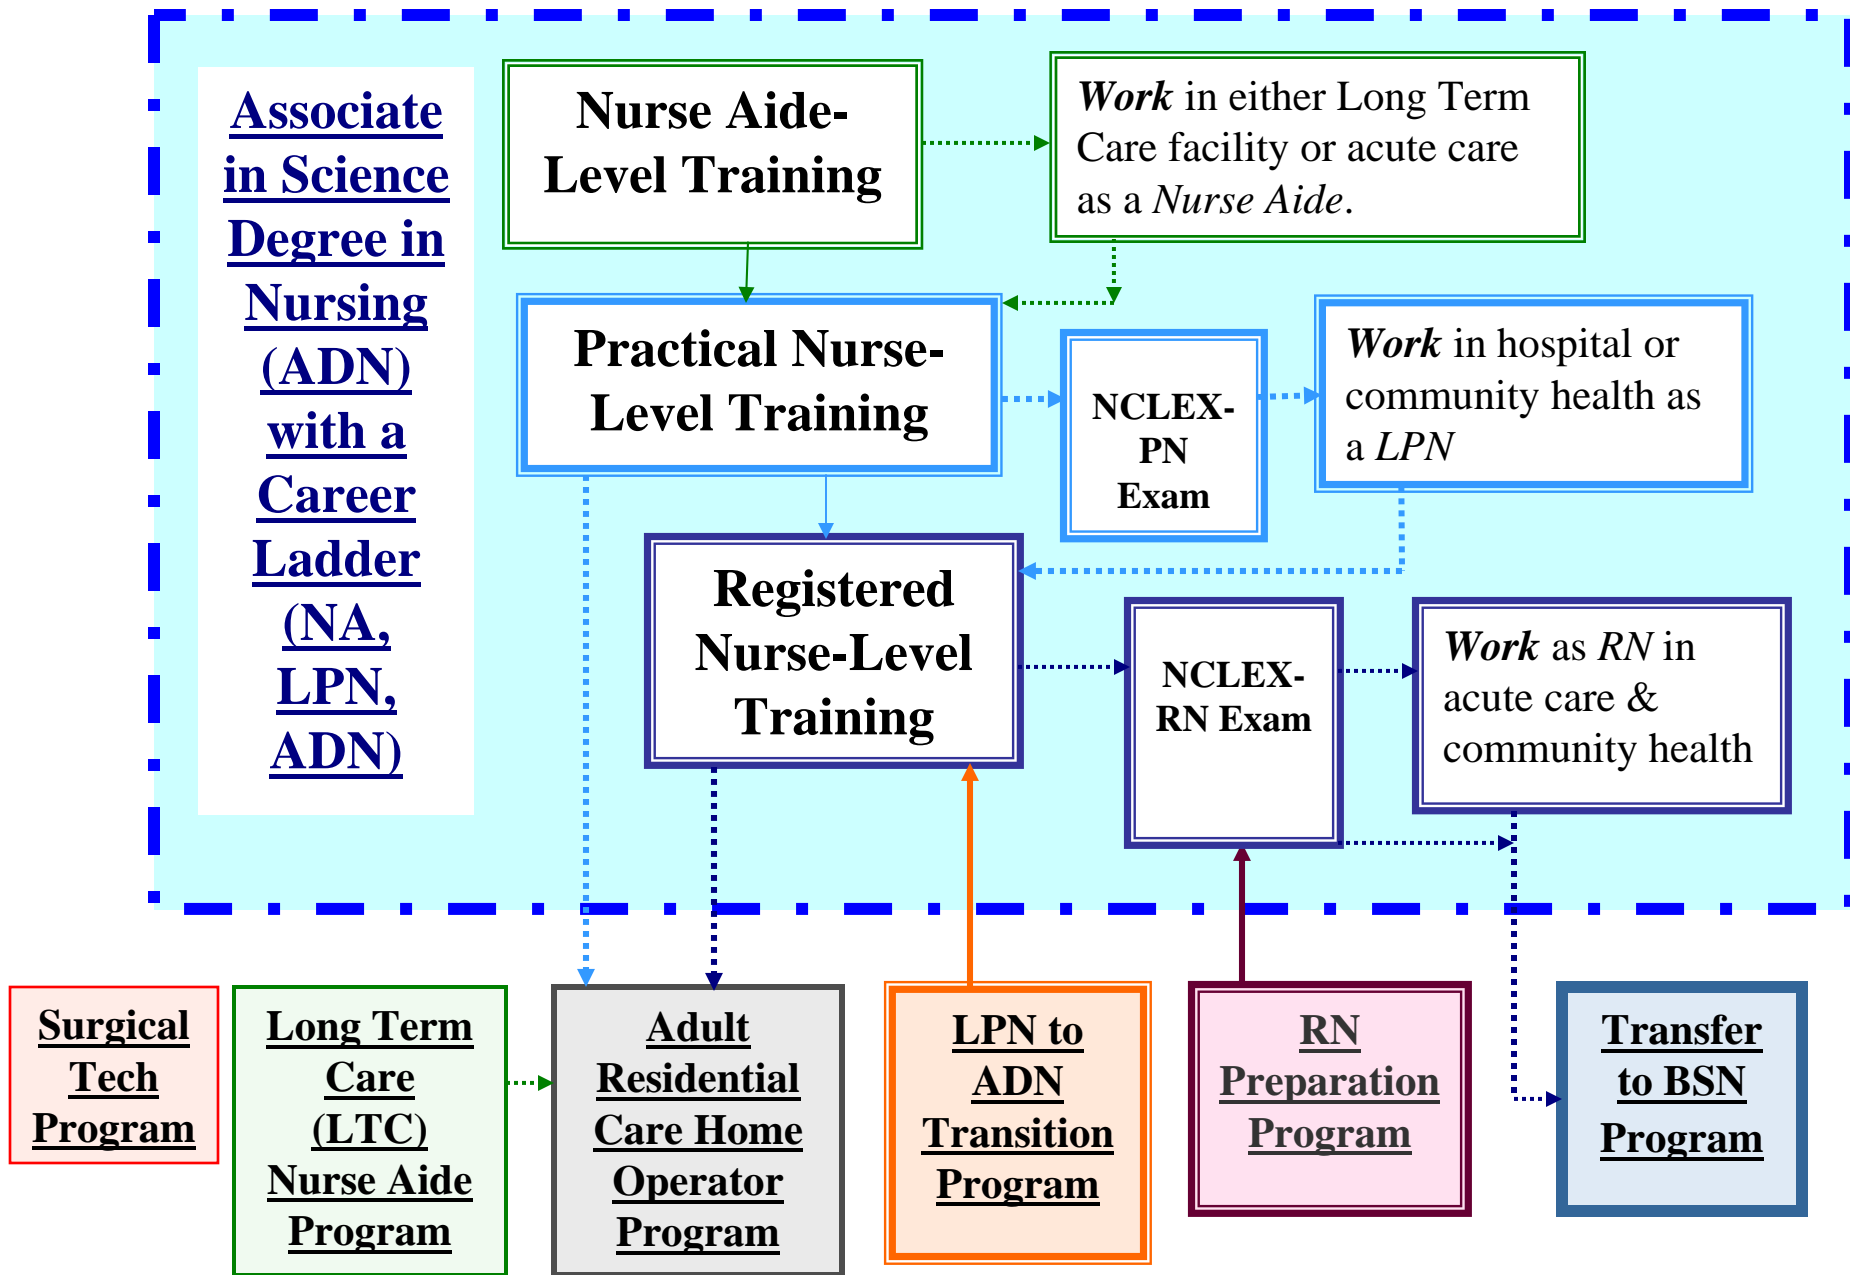 Associate
in Science
Degree in
Nursing
(ADN)
with a
Career
Ladder
(NA,
LPN,
ADN)
Nurse Aide-
Level Training
Work in either Long Term
Care facility or acute care
as a Nurse Aide.
Practical Nurse-
Level Training
NCLEX-
PN
Exam
Work in hospital or
community health as
a LPN
Registered
Nurse-Level
Training
NCLEX-
RN Exam
Work as RN in
acute care &
community health
Surgical
Tech
Program
Long Term
Care
(LTC)
Nurse Aide
Program
Adult
Residential
Care Home
Operator
Program
LPN to
ADN
Transition
Program
RN
Preparation
Program
Transfer
to BSN
Program